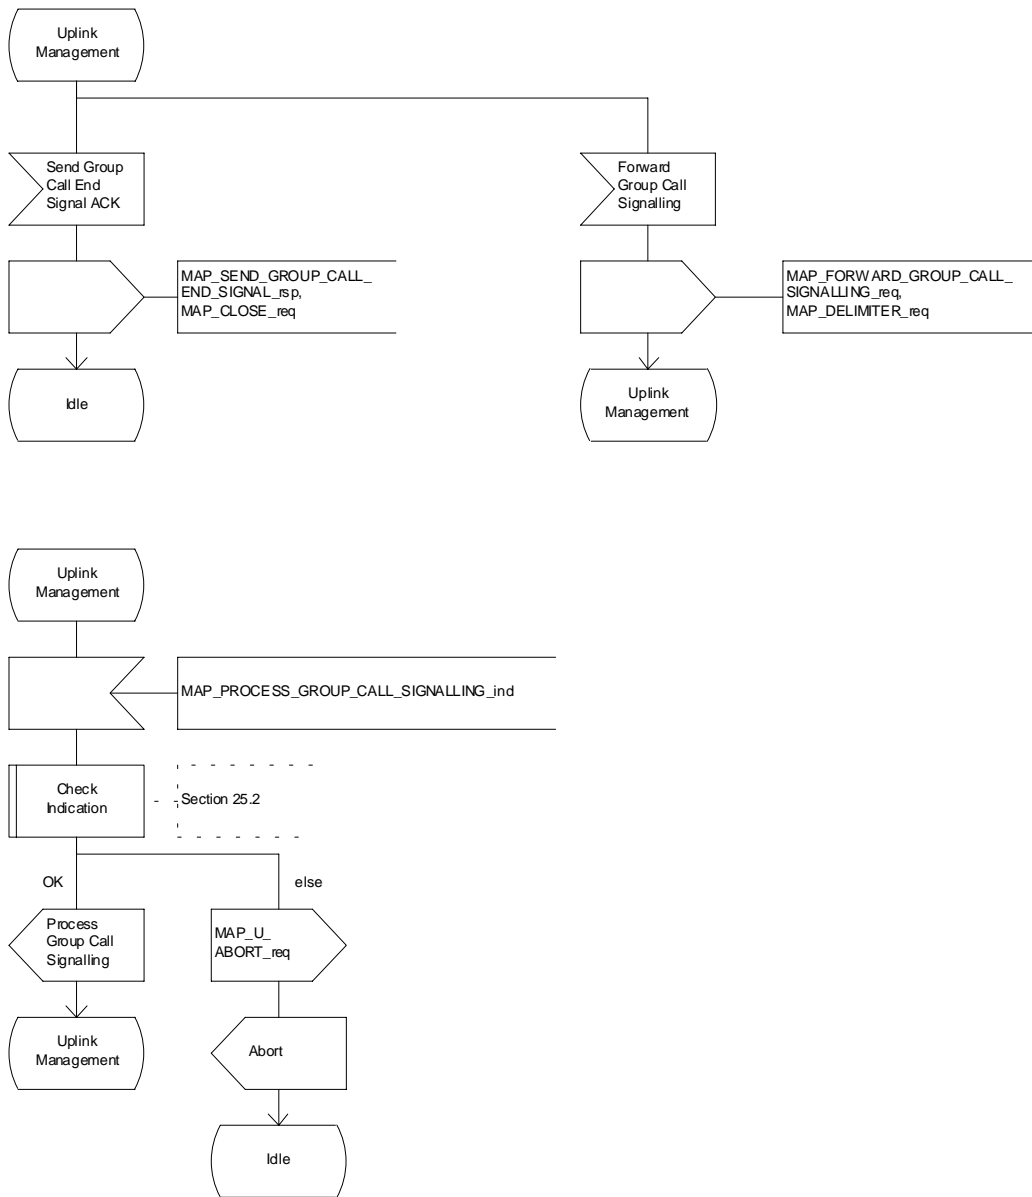 Uplink
Management
Send Group
Call End
Signal ACK
Forward
Group Call
Signalling
MAP_SEND_GROUP_CALL_
END_SIGNAL_rsp,
MAP_CLOSE_req
MAP_FORWARD_GROUP_CALL_
SIGNALLING_req,
MAP_DELIMITER_req
Idle
Uplink
Management
Uplink
Management
MAP_PROCESS_GROUP_CALL_SIGNALLING_ind
Check
Indication
Section 25.2
OK
else
Process
Group Call
Signalling
MAP_U_
ABORT_req
Uplink
Management
Abort
Idle